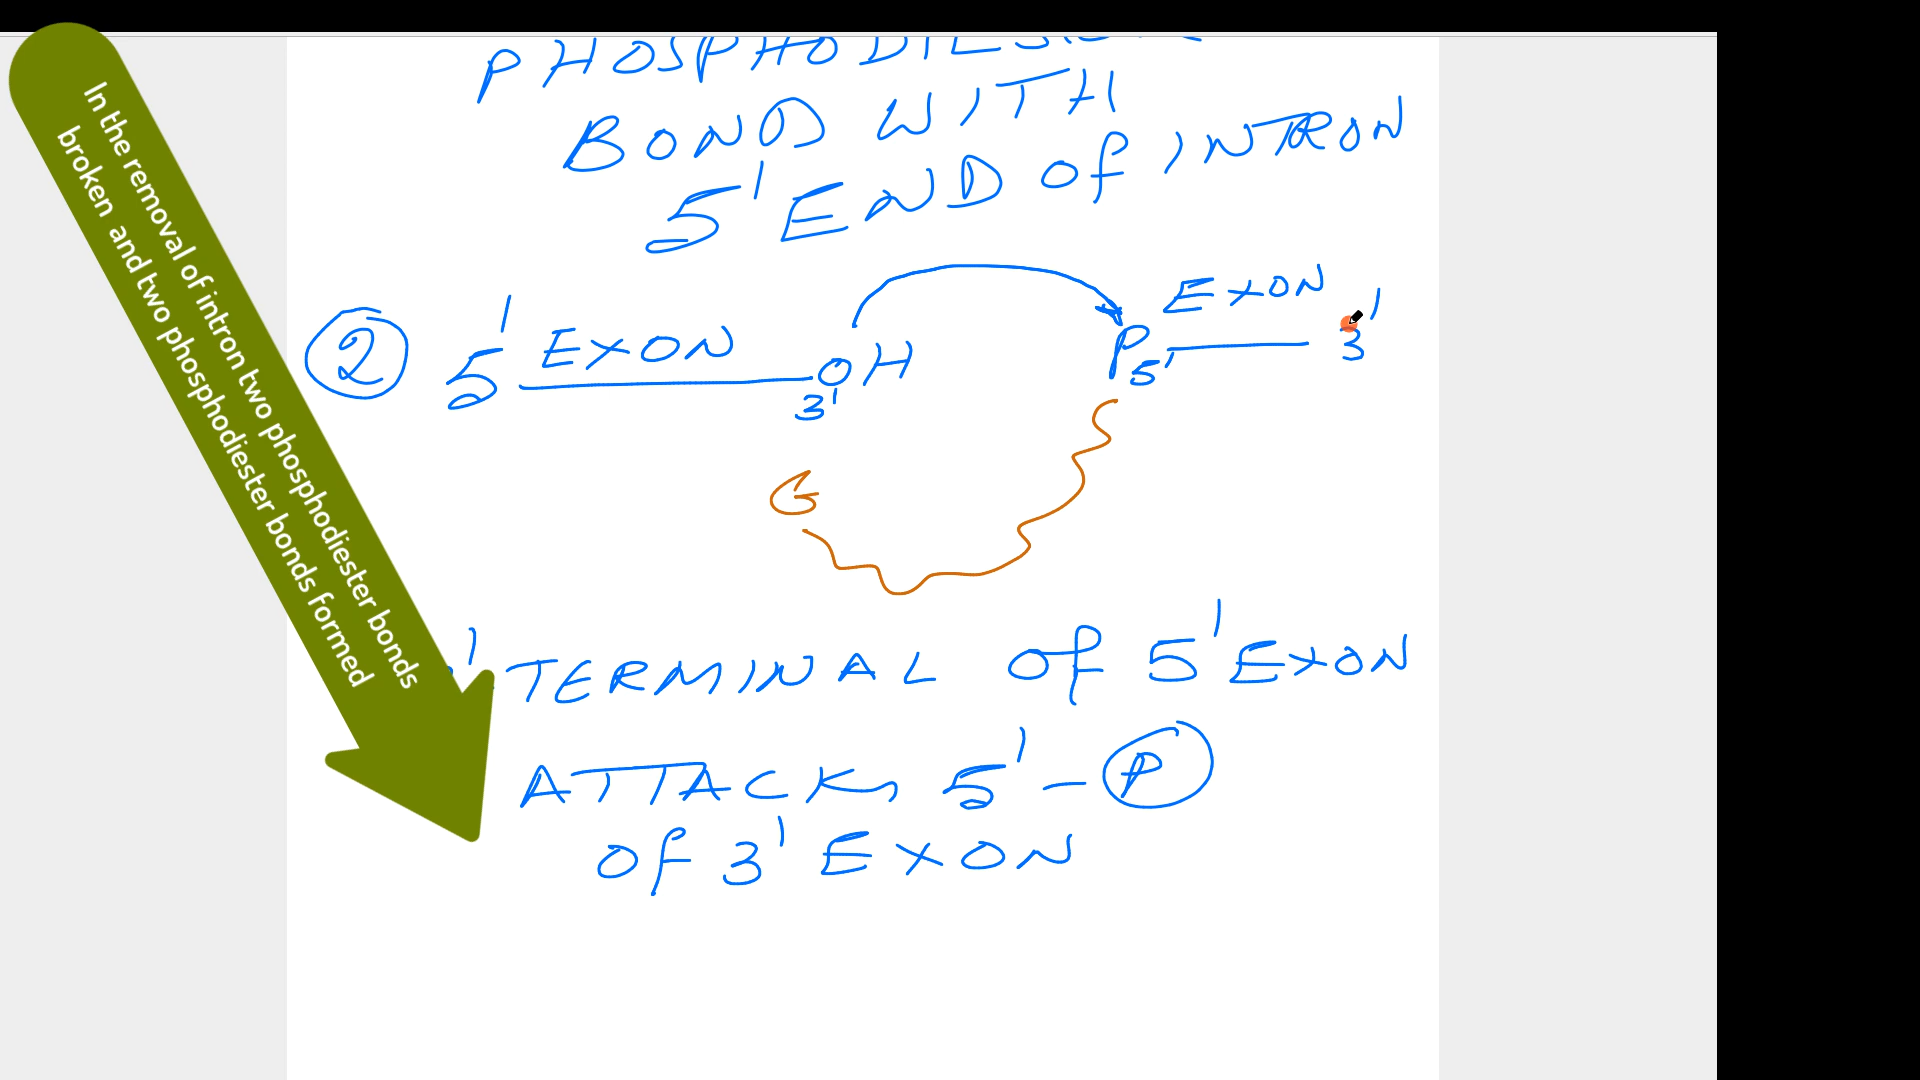 In the removal of intron two phosphodiester bonds
broken and two phosphodiester bonds formed
BOND WITH
5' END Of INTRON
2 5' EXON OH 3'
P 5' EXON 3'
G
' TERMINAL Of 5' EXON
ATTACKS 5' - P
Of 3' EXON